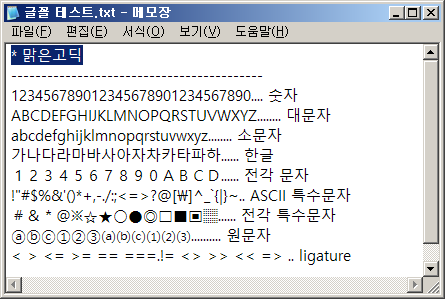 글꼴 테스트.txt - 메모장
파일(F) 편집(E) 서식(O) 보기(V) 도움말(H)
* 맑은고딕
------------------------------------
1234567890123456789012345678​90.... 숫자
ABCDEFGHIJKLMNOPQRSTUVWXYZ........ 대문자
abcdefghijklmnopqrstuvwxyz........ 소문자
가나다라마바사아자차카타파하...... 한글
１２３４５６７８９０ＡＢＣＤ...... 전각 문자
!"#$%&'()*+,-./:;<=>?@[₩]^_`{|}~.. ASCII 특수문자
＃＆＊＠※☆★○●◎□■▣▒...... 전각 특수문자
ⓐⓑⓒ①②③⒜⒝⒞⑴⑵⑶.......... 원문자
< > <= >= == ===.!= <> >> << => .. ligature